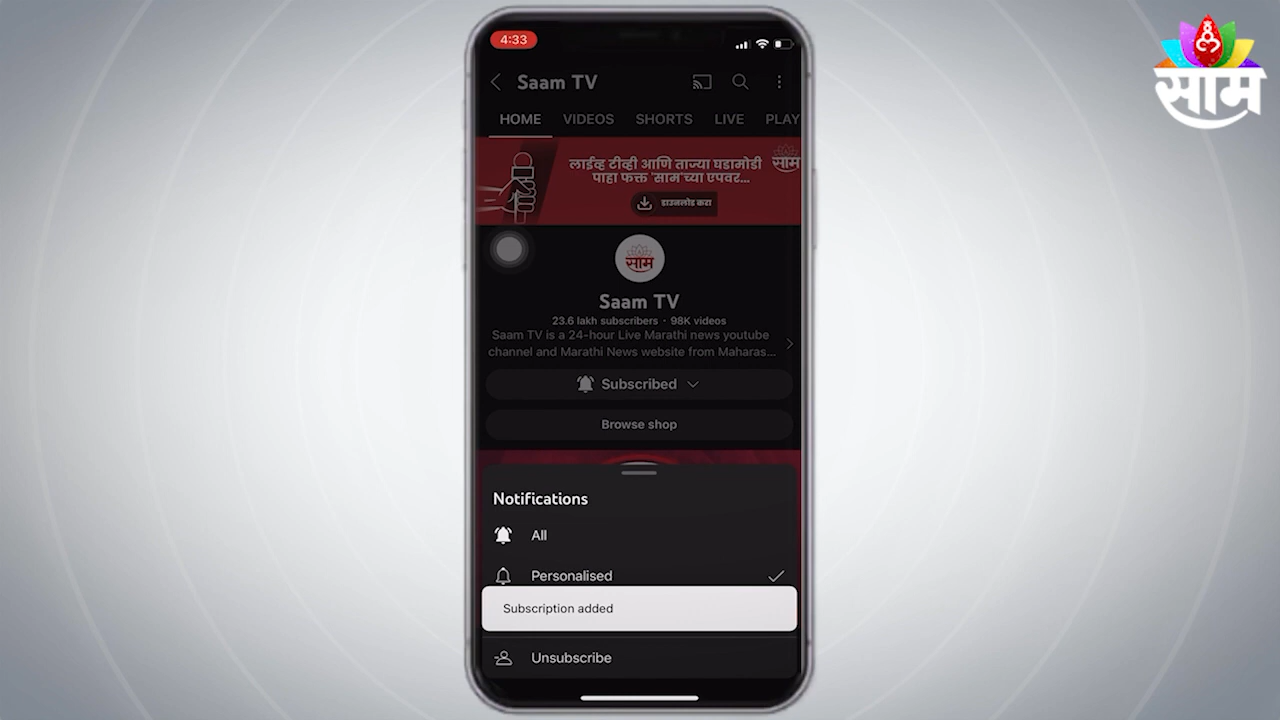 4:33
साम
Saam TV
HOME VIDEOS SHORTS LIVE PLAY
लाईव्ह टीव्ही आणि ताज्या घडामोडी
पाहा फक्त 'साम'च्या एपवर...
साम
डाउनलोड करा
साम
Saam TV
23.6 lakh subscribers · 98K videos
Saam TV is a 24-hour Live Marathi news youtube
channel and Marathi News website from Maharas...
Subscribed
Browse shop
Notifications
All
Personalised
Subscription added
Unsubscribe